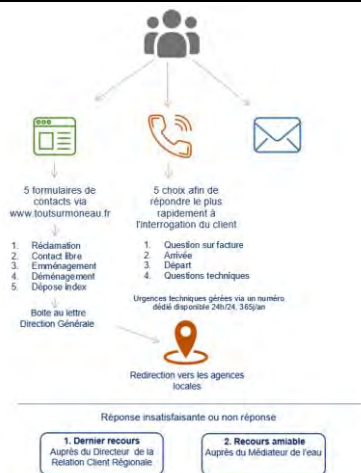 5 formulaires de
contacts via
www.toutsurmoneau.fr
1. Réclamation
2. Contact libre
3. Emménagement
4. Déménagement
5. Dépose index
Boite au lettre
Direction Générale
5 choix afin de
répondre le plus
rapidement à
l'interrogation du client
1. Question sur facture
2. Arrivée
3. Départ
4. Questions techniques
Urgences techniques gérées via un numéro
dédié disponible 24h/24, 365j/an
Redirection vers les agences
locales
Réponse insatisfaisante ou non réponse
1. Dernier recours
Auprès du Directeur de la
Relation Client Régionale
2. Recours amiable
Auprès du Médiateur de l'eau